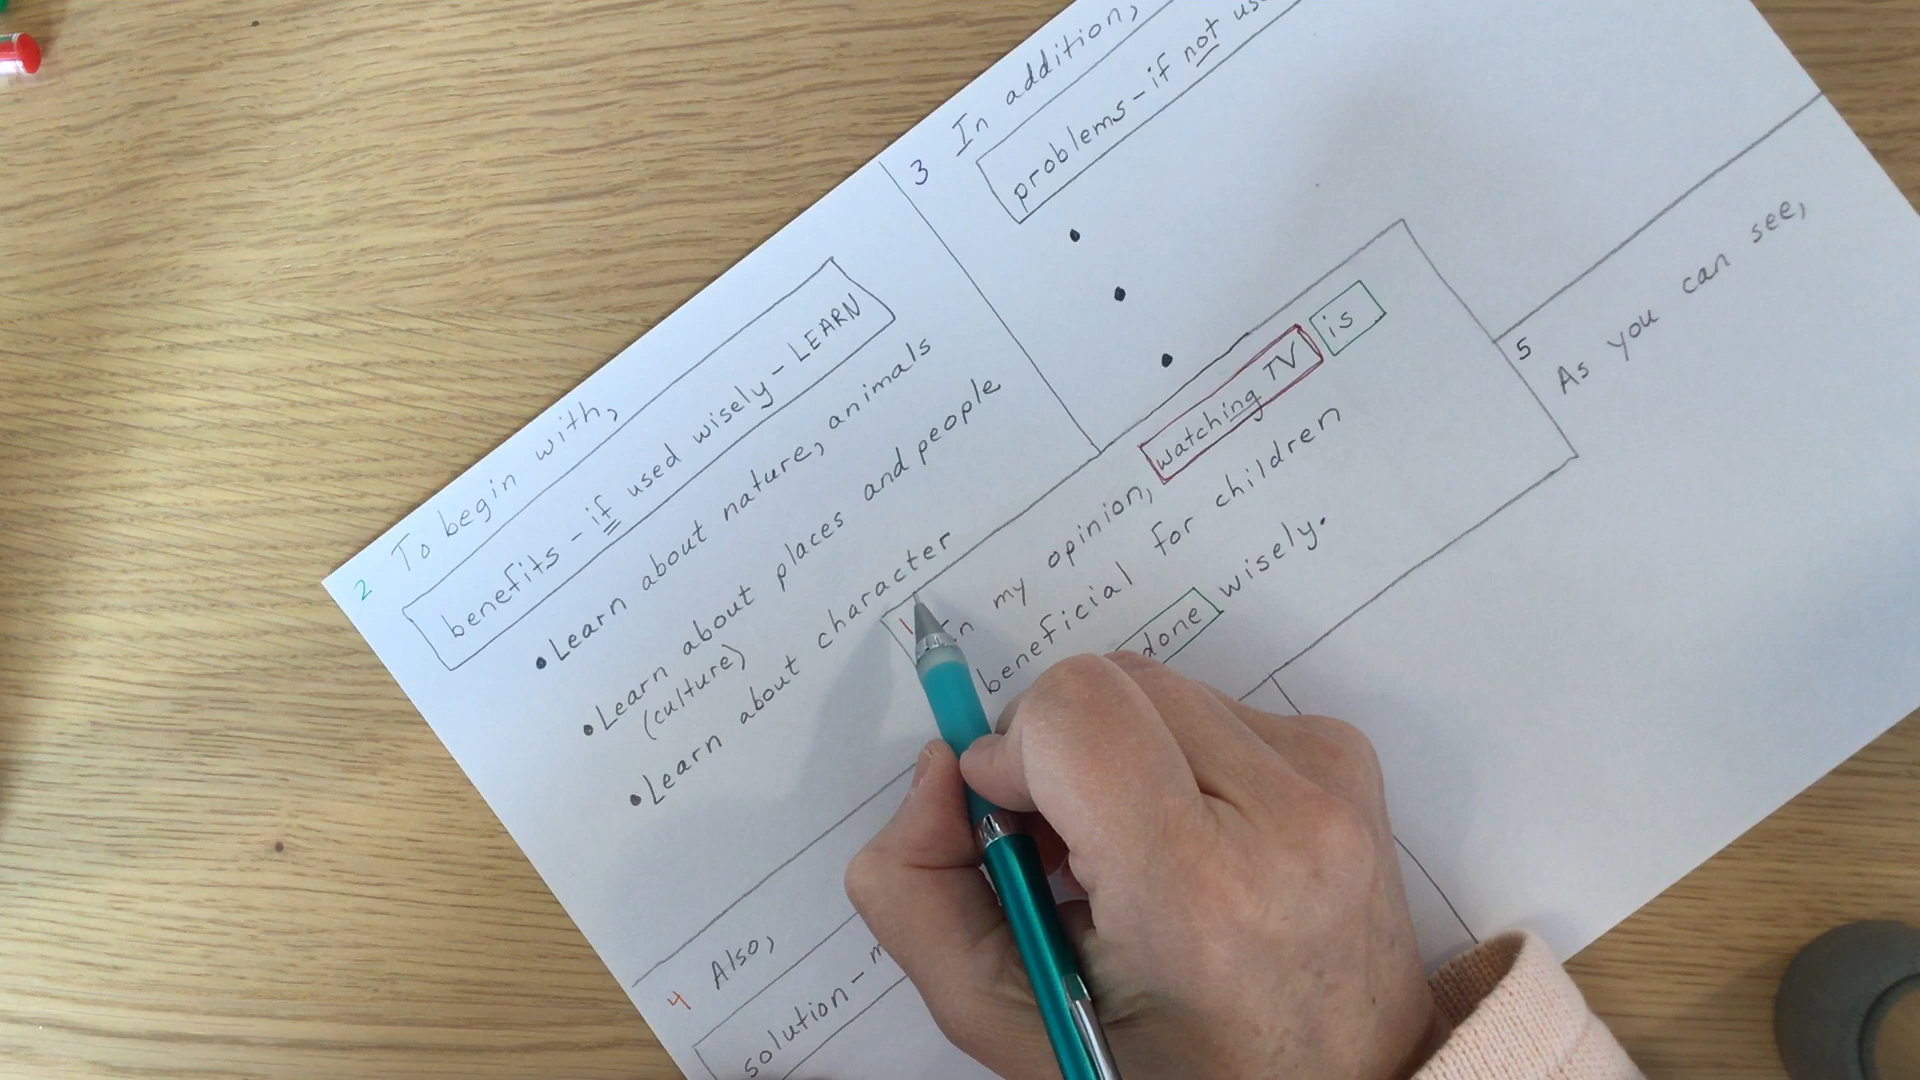 2 To begin with,
benefits - if used wisely - LEARN
• Learn about nature, animals
• Learn about places and people
(culture)
• Learn about character
3 In addition,
problems - if not
•
•
•
1 In my opinion, watching TV is
beneficial for children
done wisely.
4 Also,
solution -
5 As you can see,